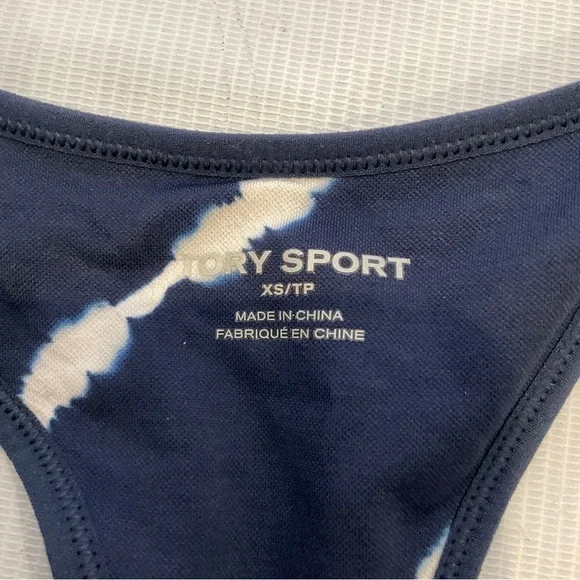 TORY SPORT
XS/TP
MADE IN CHINA
FABRIQUÉ EN CHINE